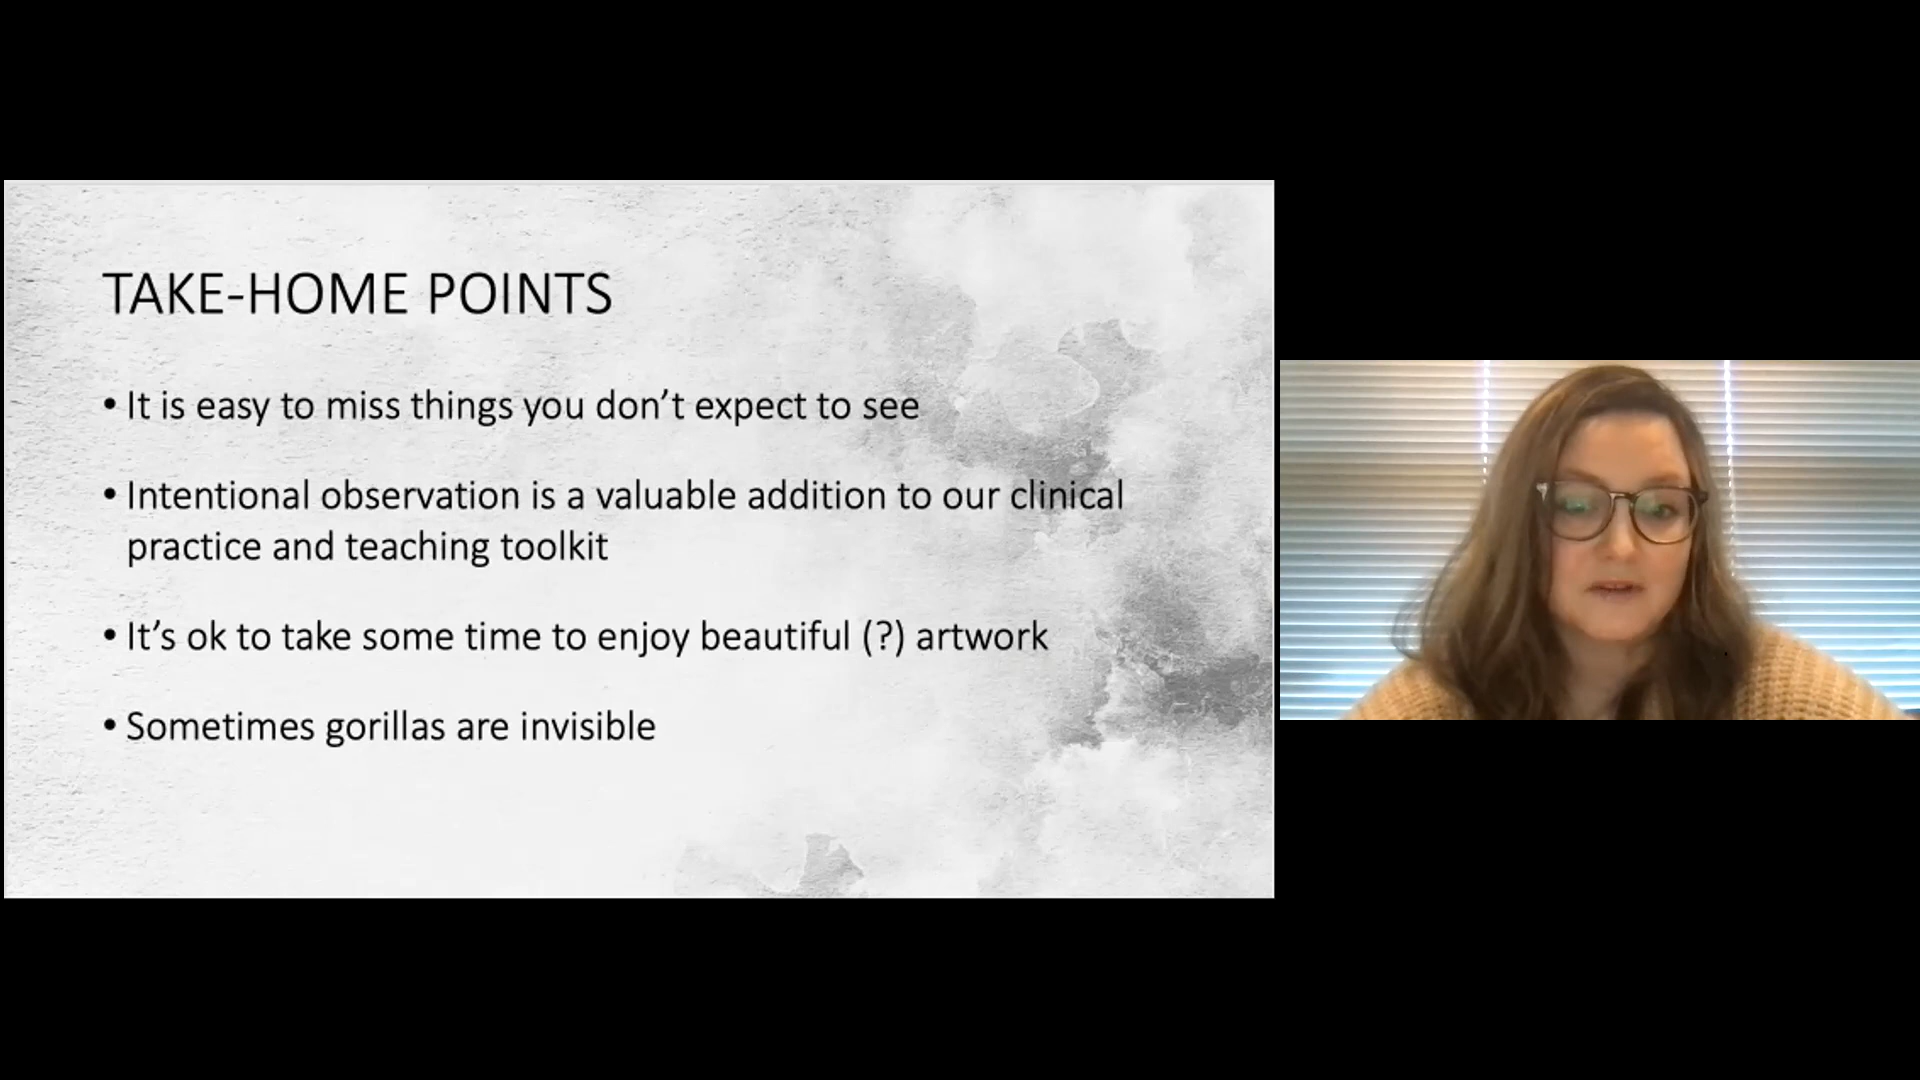 TAKE-HOME POINTS
• It is easy to miss things you don’t expect to see
• Intentional observation is a valuable addition to our clinical
practice and teaching toolkit
• It’s ok to take some time to enjoy beautiful (?) artwork
• Sometimes gorillas are invisible